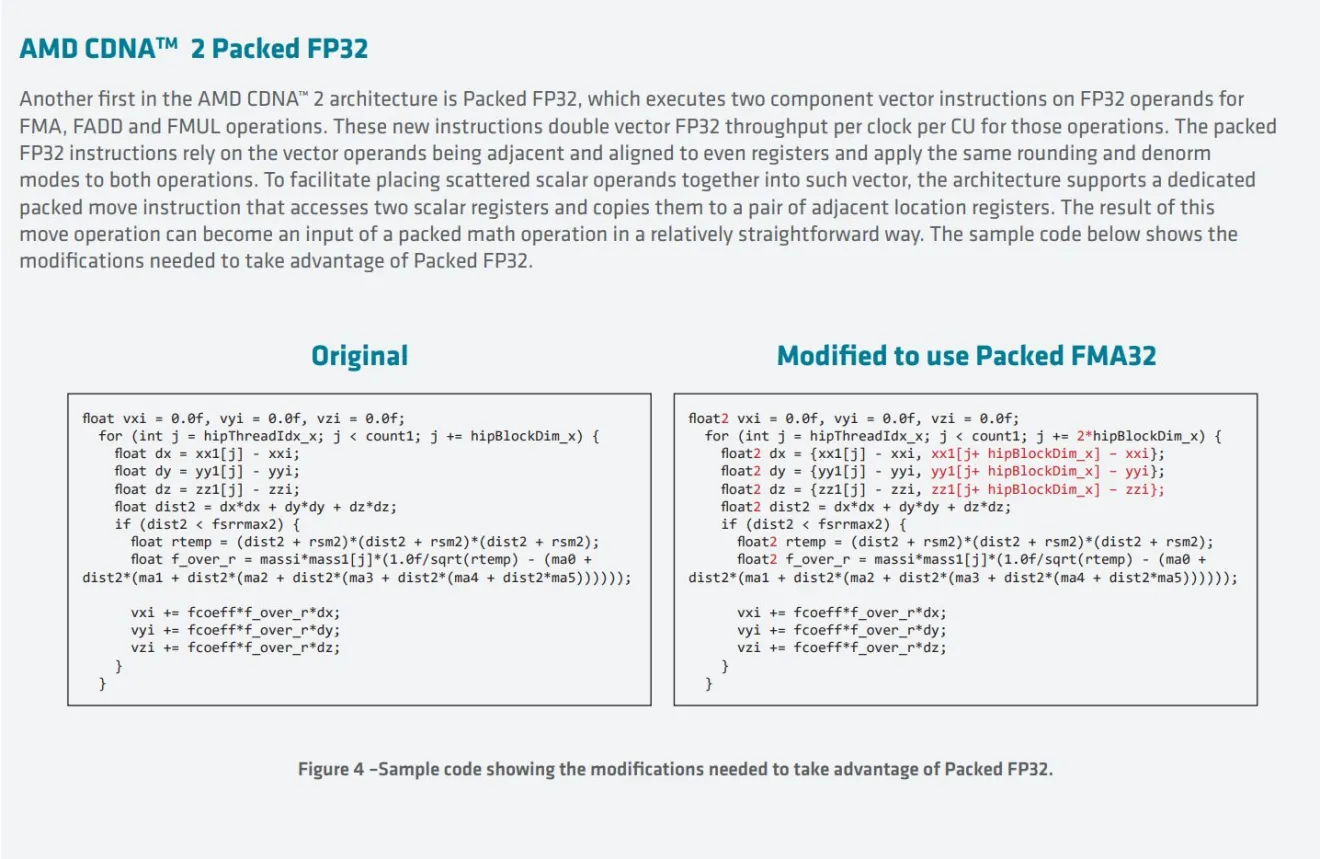 AMD CDNA™ 2 Packed FP32
Another first in the AMD CDNA™ 2 architecture is Packed FP32, which executes two component vector instructions on FP32 operands for
FMA, FADD and FMUL operations. These new instructions double vector FP32 throughput per clock per CU for those operations. The packed
FP32 instructions rely on the vector operands being adjacent and aligned to even registers and apply the same rounding and denorm
modes to both operations. To facilitate placing scattered scalar operands together into such vector, the architecture supports a dedicated
packed move instruction that accesses two scalar registers and copies them to a pair of adjacent location registers. The result of this
move operation can become an input of a packed math operation in a relatively straightforward way. The sample code below shows the
modifications needed to take advantage of Packed FP32.
Original
float vxi = 0.0f, vyi = 0.0f, vzi = 0.0f;
for (int j = hipThreadIdx_x; j < count1; j += hipBlockDim_x) {
float dx = xx1[j] - xxi;
float dy = yy1[j] - yyi;
float dz = zz1[j] - zzi;
float dist2 = dx*dx + dy*dy + dz*dz;
if (dist2 < fsrrmax2) {
float rtemp = (dist2 + rsm2)*(dist2 + rsm2)*(dist2 + rsm2);
float f_over_r = massi*mass1[j]*(1.0f/sqrt(rtemp) - (ma0 +
dist2*(ma1 + dist2*(ma2 + dist2*(ma3 + dist2*(ma4 + dist2*ma5))))));
vxi += fcoeff*f_over_r*dx;
vyi += fcoeff*f_over_r*dy;
vzi += fcoeff*f_over_r*dz;
}
}
Modified to use Packed FMA32
float2 vxi = 0.0f, vyi = 0.0f, vzi = 0.0f;
for (int j = hipThreadIdx_x; j < count1; j += 2*hipBlockDim_x) {
float2 dx = {xx1[j] - xxi, xx1[j+ hipBlockDim_x] – xxi};
float2 dy = {yy1[j] - yyi, yy1[j+ hipBlockDim_x] – yyi};
float2 dz = {zz1[j] - zzi, zz1[j+ hipBlockDim_x] – zzi};
float2 dist2 = dx*dx + dy*dy + dz*dz;
if (dist2 < fsrrmax2) {
float2 rtemp = (dist2 + rsm2)*(dist2 + rsm2)*(dist2 + rsm2);
float2 f_over_r = massi*mass1[j]*(1.0f/sqrt(rtemp) - (ma0 +
dist2*(ma1 + dist2*(ma2 + dist2*(ma3 + dist2*(ma4 + dist2*ma5))))));
vxi += fcoeff*f_over_r*dx;
vyi += fcoeff*f_over_r*dy;
vzi += fcoeff*f_over_r*dz;
}
}
Figure 4 –Sample code showing the modifications needed to take advantage of Packed FP32.